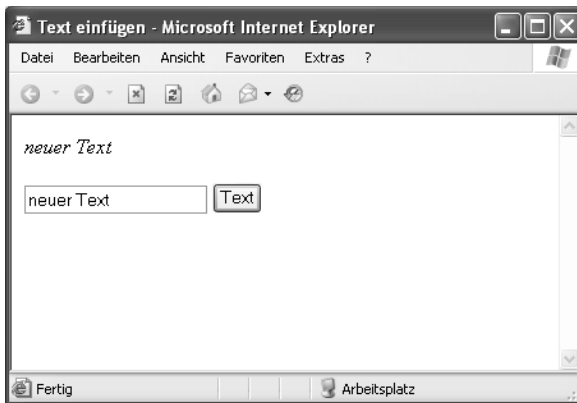 Text einfügen - Microsoft Internet Explorer
Datei Bearbeiten Ansicht Favoriten Extras ?
neuer Text
neuer Text Text
Fertig Arbeitsplatz